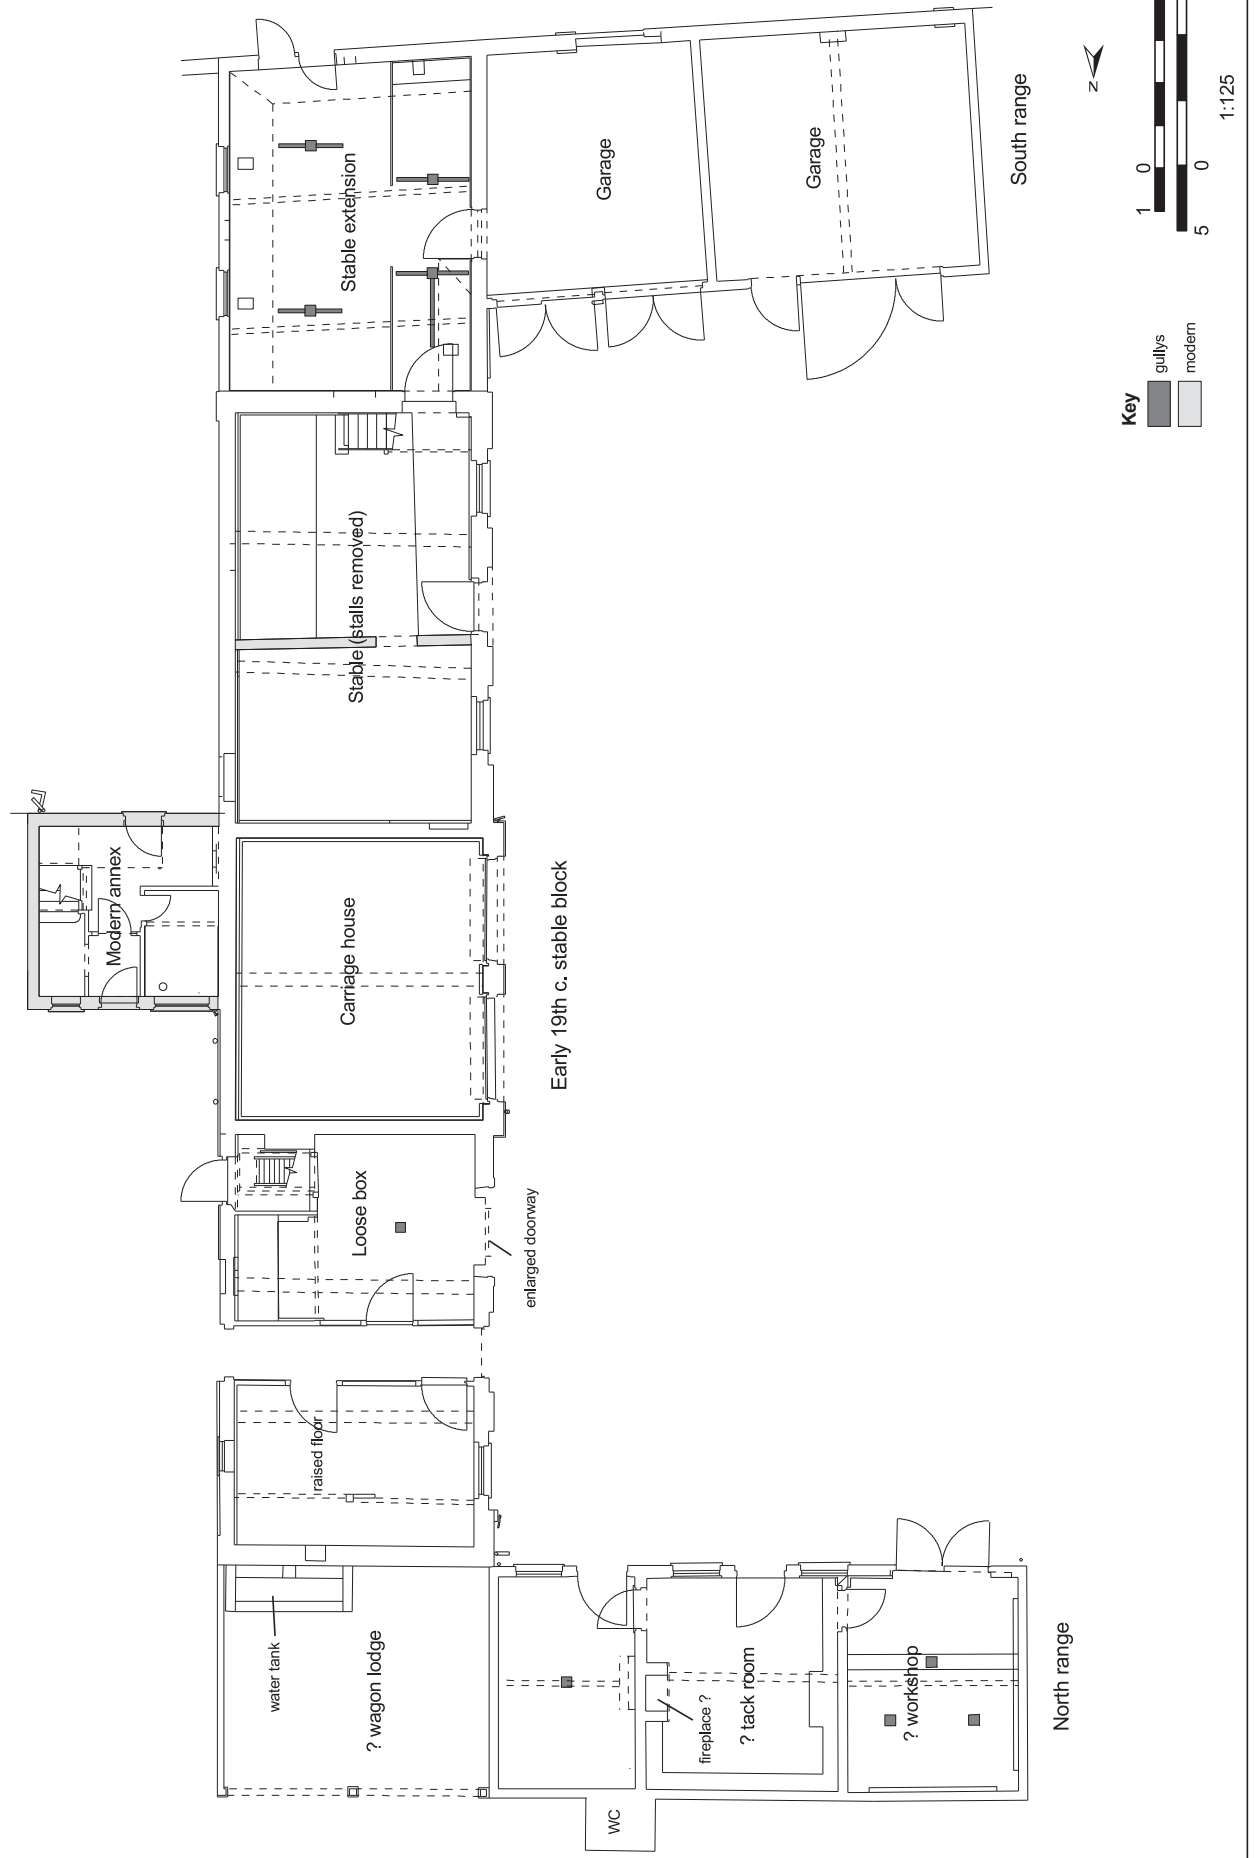 WC
water tank
? wagon lodge
fireplace ?
? tack room
? workshop
North range
raised floor
Loose box
enlarged doorway
Carriage house
Early 19th c. stable block
Modern annex
Stable (stalls removed)
Stable extension
Garage
Garage
South range
Key
gullys
modern
N
1 0
5 0
1:125